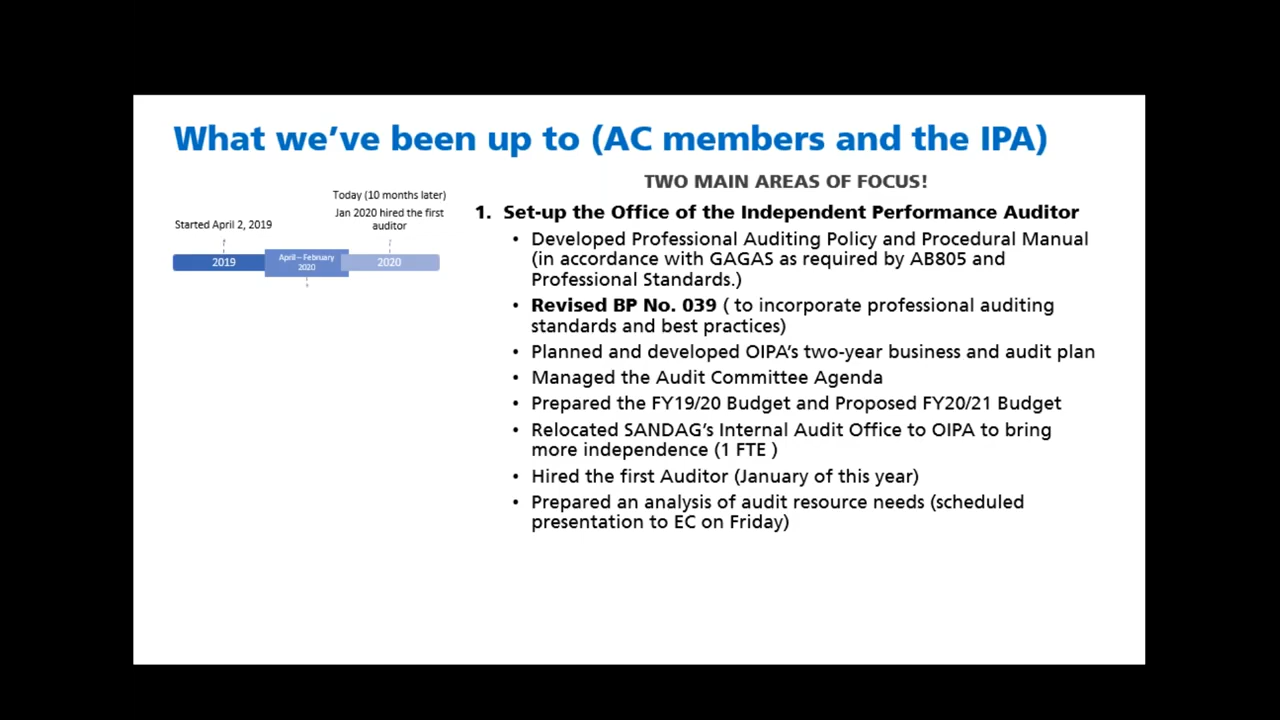 What we've been up to (AC members and the IPA)
TWO MAIN AREAS OF FOCUS!
Today (10 months later)
Jan 2020 hired the first
auditor
Started April 2, 2019
2019
April – February
2020
2020
1. Set-up the Office of the Independent Performance Auditor
• Developed Professional Auditing Policy and Procedural Manual
(in accordance with GAGAS as required by AB805 and
Professional Standards.)
• Revised BP No. 039 ( to incorporate professional auditing
standards and best practices)
• Planned and developed OIPA's two-year business and audit plan
• Managed the Audit Committee Agenda
• Prepared the FY19/20 Budget and Proposed FY20/21 Budget
• Relocated SANDAG's Internal Audit Office to OIPA to bring
more independence (1 FTE )
• Hired the first Auditor (January of this year)
• Prepared an analysis of audit resource needs (scheduled
presentation to EC on Friday)